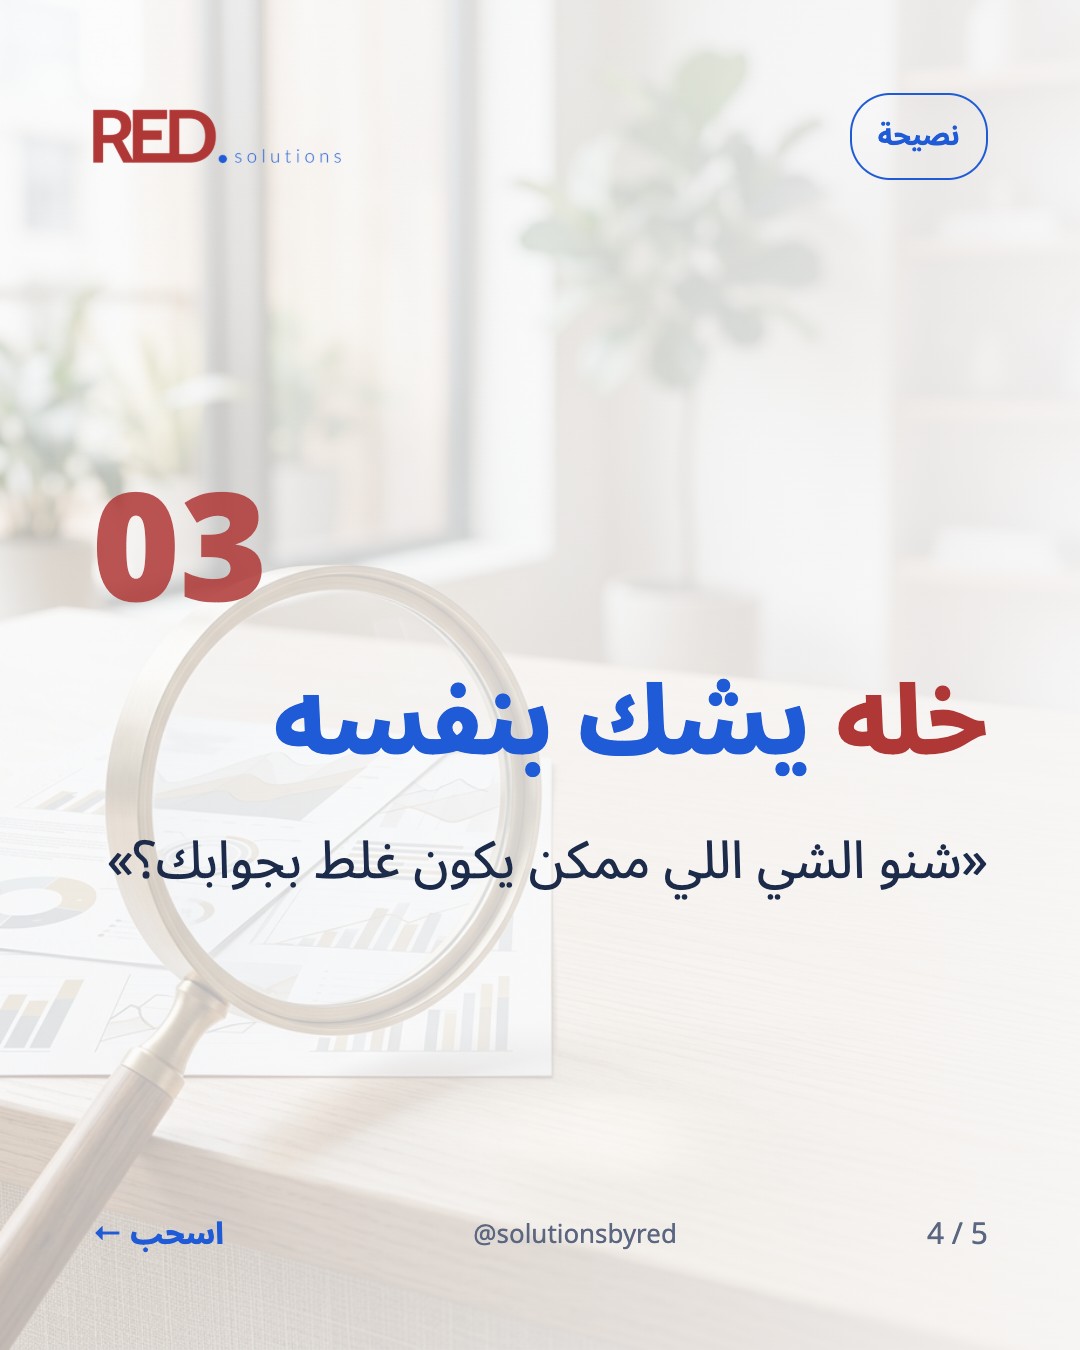 RED.solutions
نصيحة
03
خله يشك بنفسه
«شنو الشي اللي ممكن يكون غلط بجوابك؟»
اسحب ←
@solutionsbyred
4 / 5